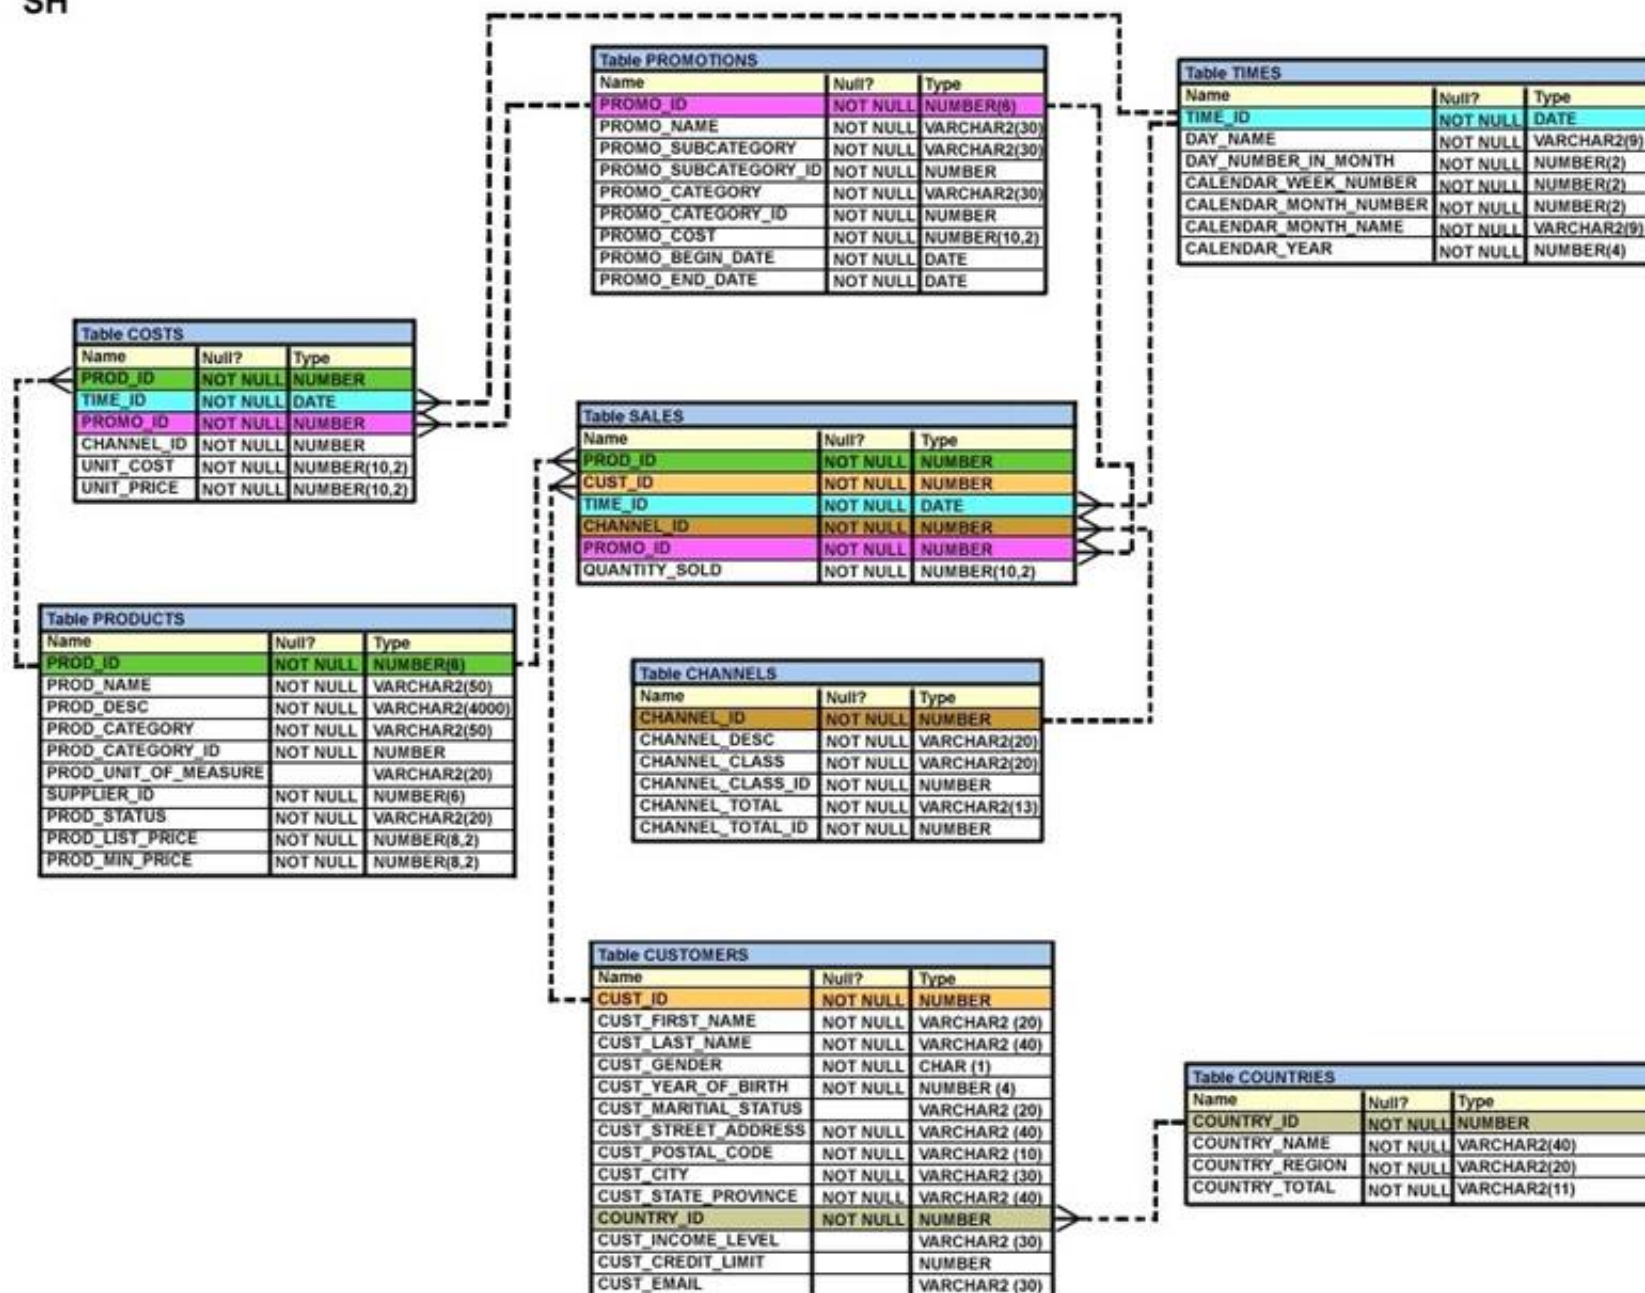 SH
Table PROMOTIONS
Name Null? Type
PROMO_ID NOT NULL NUMBER(6)
PROMO_NAME NOT NULL VARCHAR2(30)
PROMO_SUBCATEGORY NOT NULL VARCHAR2(30)
PROMO_SUBCATEGORY_ID NOT NULL NUMBER
PROMO_CATEGORY NOT NULL VARCHAR2(30)
PROMO_CATEGORY_ID NOT NULL NUMBER
PROMO_COST NOT NULL NUMBER(10,2)
PROMO_BEGIN_DATE NOT NULL DATE
PROMO_END_DATE NOT NULL DATE
Table TIMES
Name Null? Type
TIME_ID NOT NULL DATE
DAY_NAME NOT NULL VARCHAR2(9)
DAY_NUMBER_IN_MONTH NOT NULL NUMBER(2)
CALENDAR_WEEK_NUMBER NOT NULL NUMBER(2)
CALENDAR_MONTH_NUMBER NOT NULL NUMBER(2)
CALENDAR_MONTH_NAME NOT NULL VARCHAR2(9)
CALENDAR_YEAR NOT NULL NUMBER(4)
Table COSTS
Name Null? Type
PROD_ID NOT NULL NUMBER
TIME_ID NOT NULL DATE
PROMO_ID NOT NULL NUMBER
CHANNEL_ID NOT NULL NUMBER
UNIT_COST NOT NULL NUMBER(10,2)
UNIT_PRICE NOT NULL NUMBER(10,2)
Table SALES
Name Null? Type
PROD_ID NOT NULL NUMBER
CUST_ID NOT NULL NUMBER
TIME_ID NOT NULL DATE
CHANNEL_ID NOT NULL NUMBER
PROMO_ID NOT NULL NUMBER
QUANTITY_SOLD NOT NULL NUMBER(10,2)
Table PRODUCTS
Name Null? Type
PROD_ID NOT NULL NUMBER(6)
PROD_NAME NOT NULL VARCHAR2(50)
PROD_DESC NOT NULL VARCHAR2(4000)
PROD_CATEGORY NOT NULL VARCHAR2(50)
PROD_CATEGORY_ID NOT NULL NUMBER
PROD_UNIT_OF_MEASURE VARCHAR2(20)
SUPPLIER_ID NOT NULL NUMBER(6)
PROD_STATUS NOT NULL VARCHAR2(20)
PROD_LIST_PRICE NOT NULL NUMBER(8,2)
PROD_MIN_PRICE NOT NULL NUMBER(8,2)
Table CHANNELS
Name Null? Type
CHANNEL_ID NOT NULL NUMBER
CHANNEL_DESC NOT NULL VARCHAR2(20)
CHANNEL_CLASS NOT NULL VARCHAR2(20)
CHANNEL_CLASS_ID NOT NULL NUMBER
CHANNEL_TOTAL NOT NULL VARCHAR2(13)
CHANNEL_TOTAL_ID NOT NULL NUMBER
Table CUSTOMERS
Name Null? Type
CUST_ID NOT NULL NUMBER
CUST_FIRST_NAME NOT NULL VARCHAR2 (20)
CUST_LAST_NAME NOT NULL VARCHAR2 (40)
CUST_GENDER NOT NULL CHAR (1)
CUST_YEAR_OF_BIRTH NOT NULL NUMBER (4)
CUST_MARITIAL_STATUS VARCHAR2 (20)
CUST_STREET_ADDRESS NOT NULL VARCHAR2 (40)
CUST_POSTAL_CODE NOT NULL VARCHAR2 (10)
CUST_CITY NOT NULL VARCHAR2 (30)
CUST_STATE_PROVINCE NOT NULL VARCHAR2 (40)
COUNTRY_ID NOT NULL NUMBER
CUST_INCOME_LEVEL VARCHAR2 (30)
CUST_CREDIT_LIMIT NUMBER
CUST_EMAIL VARCHAR2 (30)
Table COUNTRIES
Name Null? Type
COUNTRY_ID NOT NULL NUMBER
COUNTRY_NAME NOT NULL VARCHAR2(40)
COUNTRY_REGION NOT NULL VARCHAR2(20)
COUNTRY_TOTAL NOT NULL VARCHAR2(11)